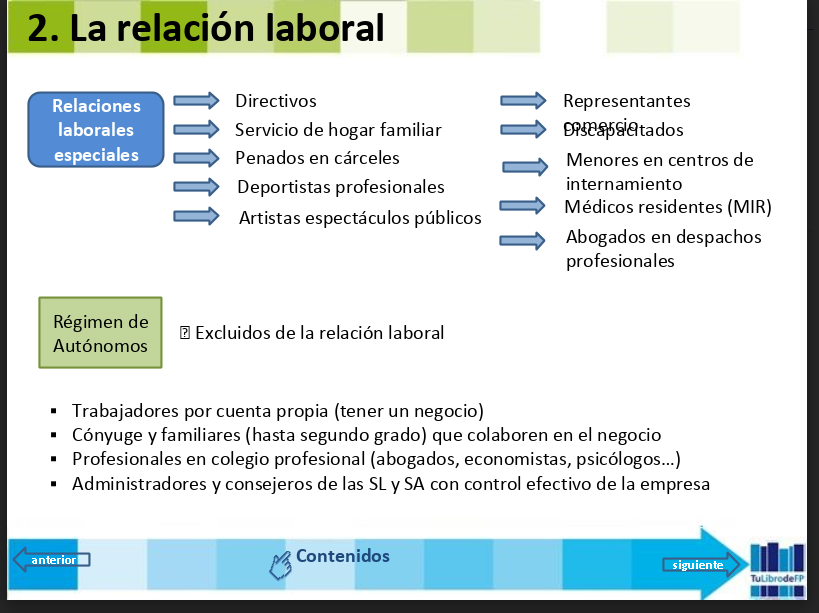 2. La relación laboral
Relaciones
laborales
especiales
Directivos
Servicio de hogar familiar
Penados en cárceles
Deportistas profesionales
Artistas espectáculos públicos
Representantes
comercio
Discapacitados
Menores en centros de
internamiento
Médicos residentes (MIR)
Abogados en despachos
profesionales
Régimen de
Autónomos
Excluidos de la relación laboral
▪ Trabajadores por cuenta propia (tener un negocio)
▪ Cónyuge y familiares (hasta segundo grado) que colaboren en el negocio
▪ Profesionales en colegio profesional (abogados, economistas, psicólogos…)
▪ Administradores y consejeros de las SL y SA con control efectivo de la empresa
anterior
Contenidos
siguiente
TuLibrodeFP